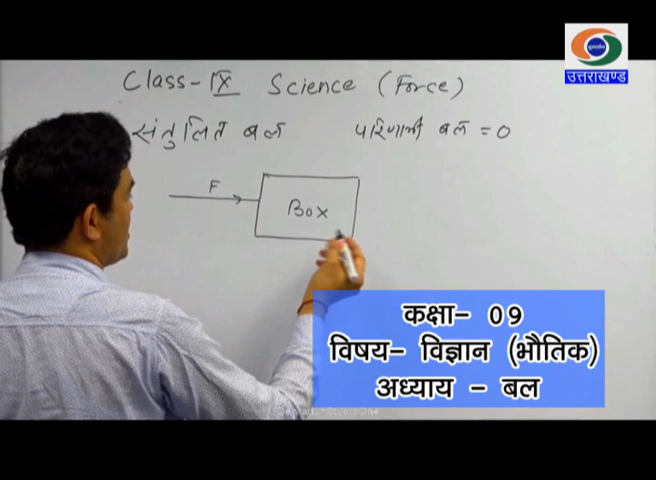 उत्तराखण्ड
Class-IX Science (Force)
संतुलित बल परिणामी बल = 0
F
Box
कक्षा- 09
विषय- विज्ञान (भौतिक)
अध्याय - बल